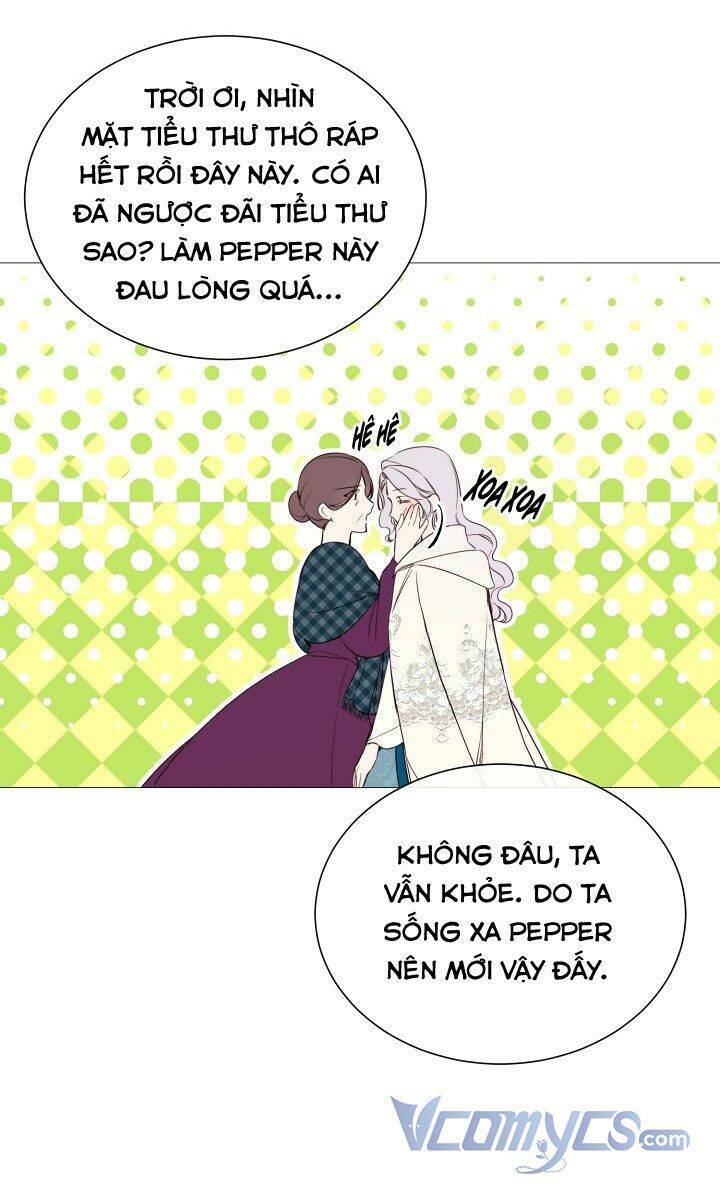 TRỜI ƠI, NHÌN
MẶT TIỂU THƯ THÔ RÁP
HẾT RỒI ĐÂY NÀY. CÓ AI
ĐÃ NGƯỢC ĐÃI TIỂU THƯ
SAO? LÀM PEPPER NÀY
ĐAU LÒNG QUÁ...
HÊ HÊ
XOA XOA
KHÔNG ĐÂU, TA
VẪN KHỎE. DO TA
SỐNG XA PEPPER
NÊN MỚI VẬY ĐẤY.
VCOMYCS.com